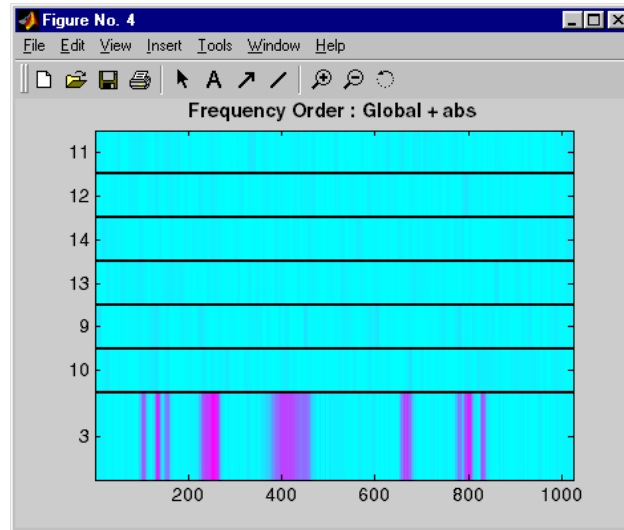 Figure No. 4
File Edit View Insert Tools Window Help
A
Frequency Order : Global + abs
11
12
14
13
9
10
3
200 400 600 800 1000